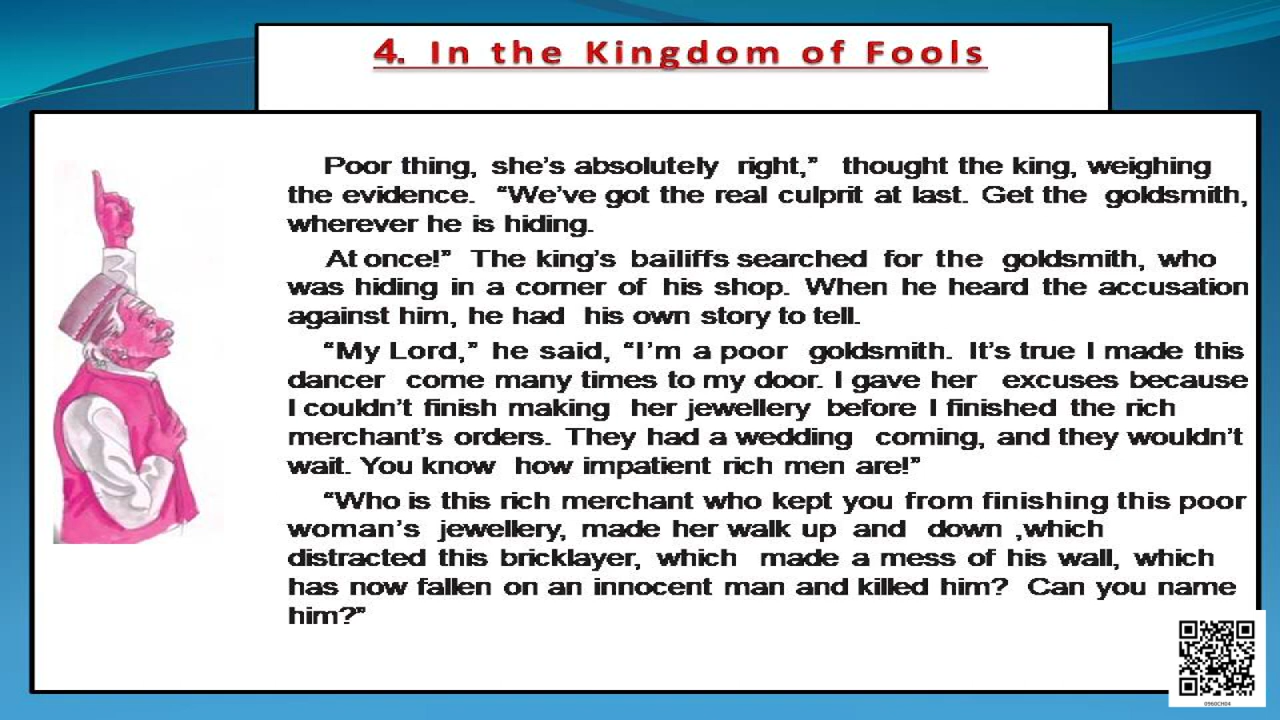 4. In the Kingdom of Fools
Poor thing, she's absolutely right,” thought the king, weighing
the evidence. “We've got the real culprit at last. Get the goldsmith,
wherever he is hiding.
At once!” The king's bailiffs searched for the goldsmith, who
was hiding in a corner of his shop. When he heard the accusation
against him, he had his own story to tell.
“My Lord,” he said, “I'm a poor goldsmith. It's true I made this
dancer come many times to my door. I gave her excuses because
I couldn't finish making her jewellery before I finished the rich
merchant's orders. They had a wedding coming, and they wouldn't
wait. You know how impatient rich men are!”
“Who is this rich merchant who kept you from finishing this poor
woman's jewellery, made her walk up and down ,which
distracted this bricklayer, which made a mess of his wall, which
has now fallen on an innocent man and killed him? Can you name
him?”
0960CH04